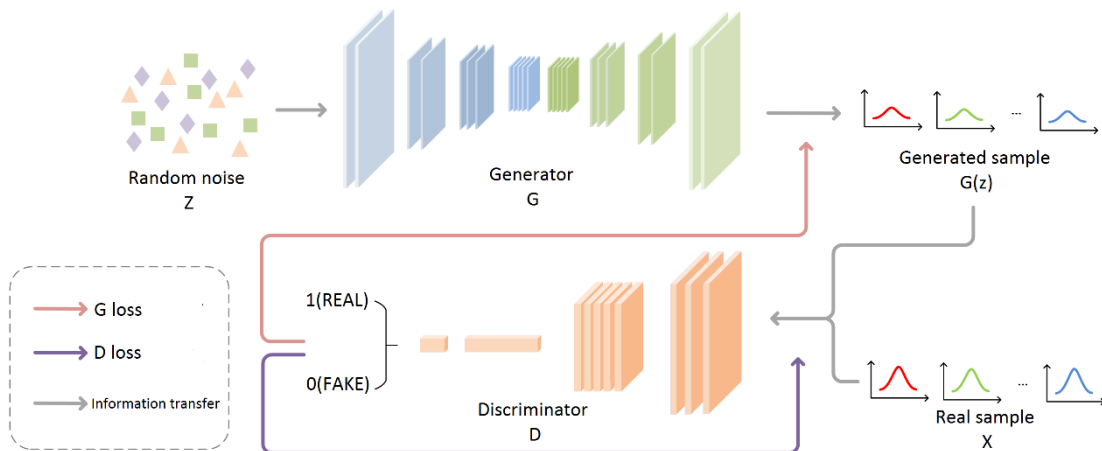 Random noise
Z
Generator
G
...
Generated sample
G(z)
G loss
D loss
Information transfer
1(REAL)
0(FAKE)
Discriminator
D
...
Real sample
X